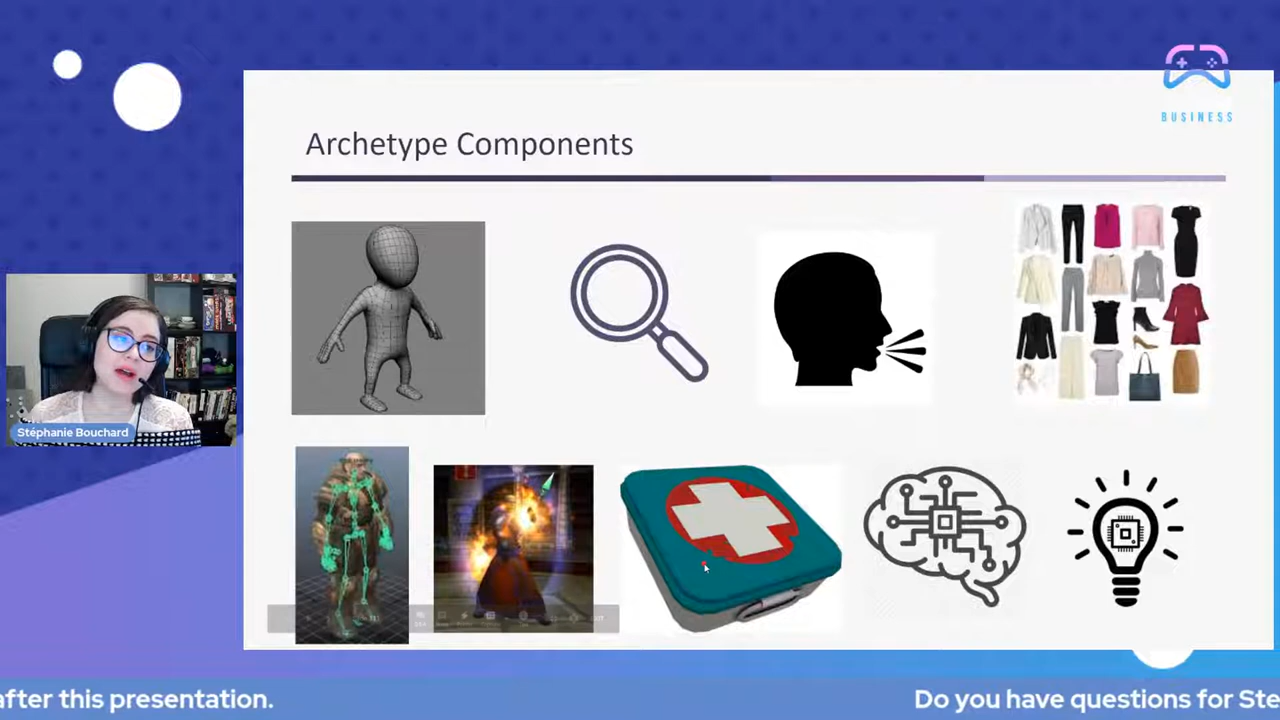 BUSINESS
Archetype Components
Stéphanie Bouchard
after this presentation.
Do you have questions for Ste